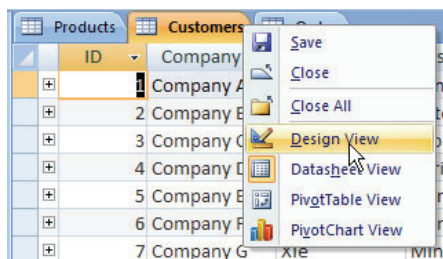 Products Customers
ID Company
Save
1 Company A
Close
2 Company
Close All
3 Company
Design View
4 Company
Datasheet View
5 Company
PivotTable View
6 Company F
PivotChart View
7 Company G Xie